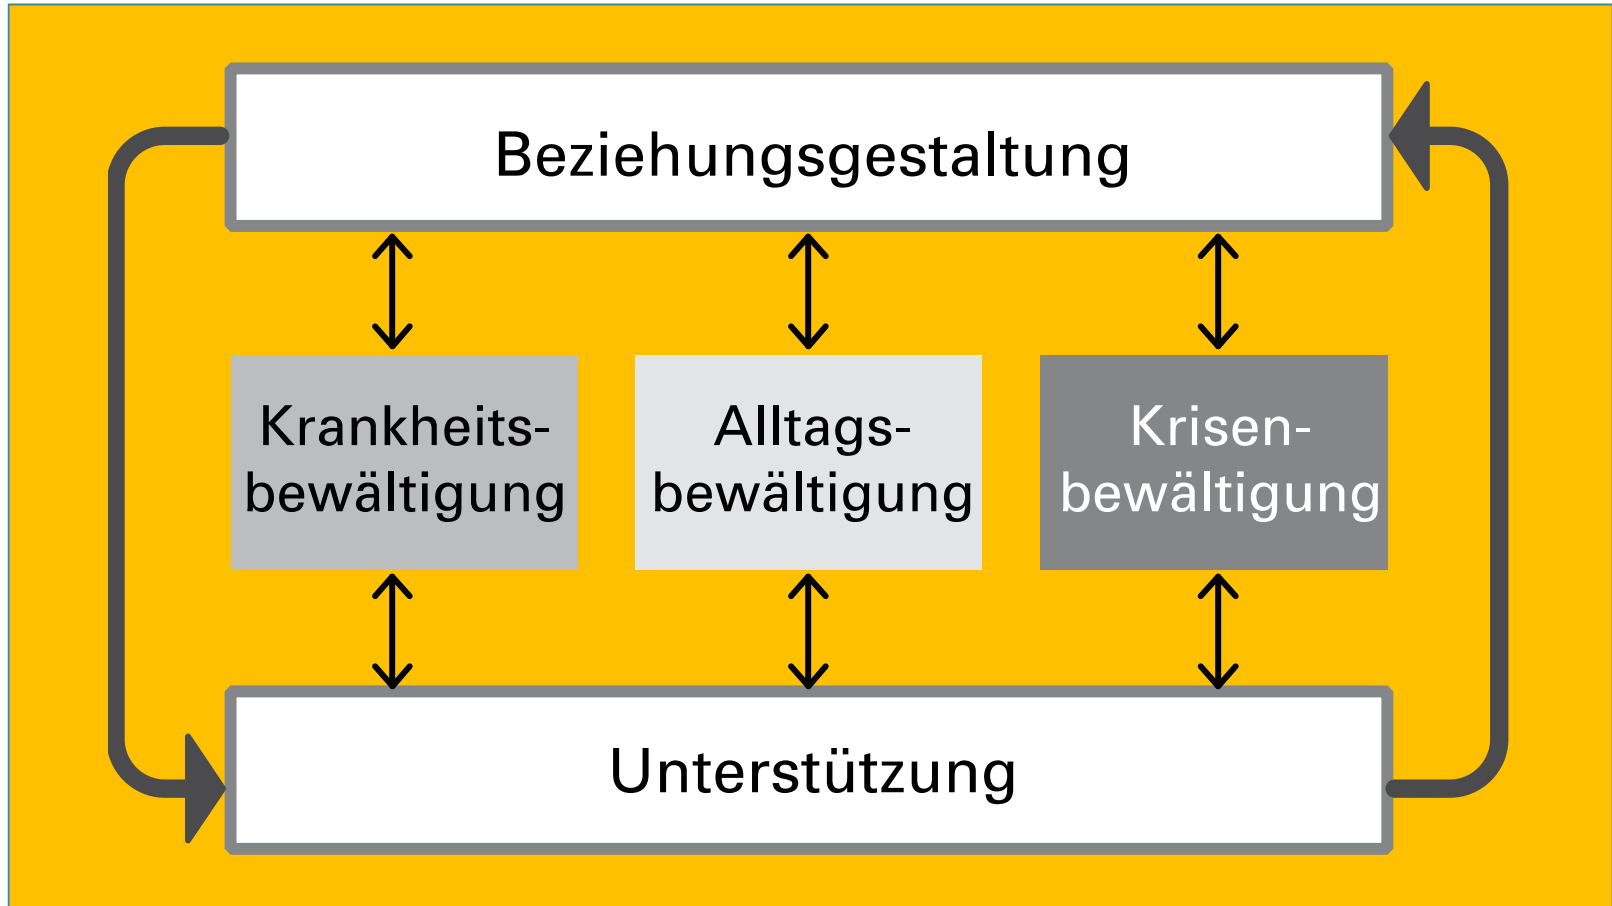 Beziehungsgestaltung
Krankheits-
bewältigung
Alltags-
bewältigung
Krisen-
bewältigung
Unterstützung